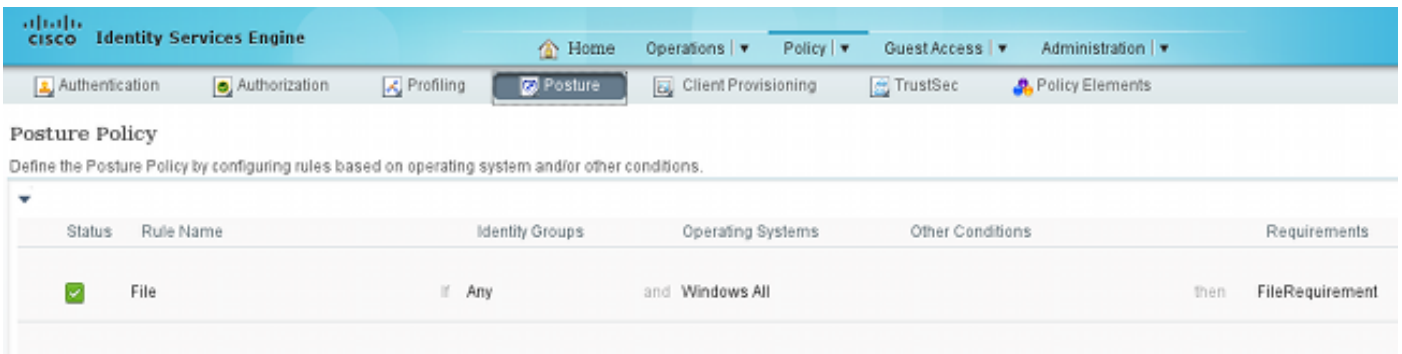 CISCO Identity Services Engine
Home Operations | Policy | Guest Access | Administration |
Authentication Authorization Profiling Posture Client Provisioning TrustSec Policy Elements
Posture Policy
Define the Posture Policy by configuring rules based on operating system and/or other conditions.
Status Rule Name Identity Groups Operating Systems Other Conditions Requirements
File If Any and Windows All then FileRequirement